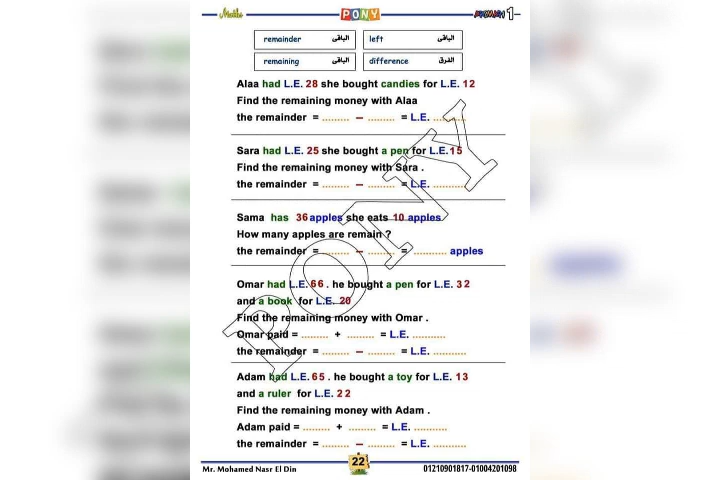 Maths PONY 1
remainder الباقى left الباقى
remaining الباقى difference الفرق
Alaa had L.E. 28 she bought candies for L.E. 12
Find the remaining money with Alaa
the remainder = ......... – ......... = L.E. ...........
Sara had L.E. 25 she bought a pen for L.E.15
Find the remaining money with Sara .
the remainder = ......... – ......... = L.E. ...........
Sama has 36 apples she eats 10 apples
How many apples are remain ?
the remainder = ......... – ......... = ........... apples
Omar had L.E. 66 . he bought a pen for L.E. 32
and a book for L.E. 20
Find the remaining money with Omar .
Omar paid = ......... + ......... = L.E. ...........
the remainder = ......... – ......... = L.E. ...........
Adam had L.E. 65 . he bought a toy for L.E. 13
and a ruler for L.E. 22
Find the remaining money with Adam .
Adam paid = ......... + ......... = L.E. ...........
the remainder = ......... – ......... = L.E. ...........
Mr. Mohamed Nasr El Din 22 01210901817-01004201098
PONY